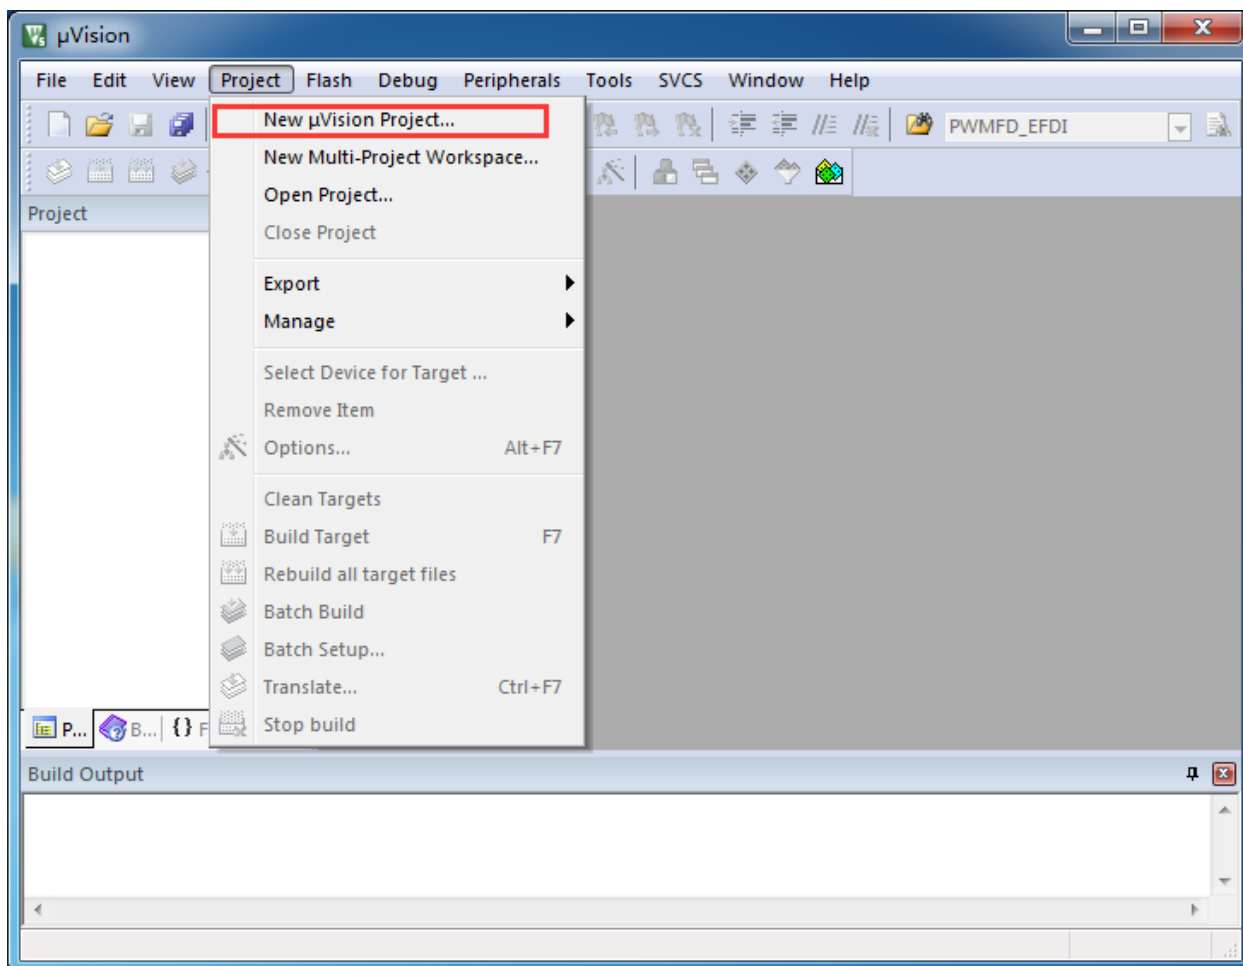 µVision
File Edit View Project Flash Debug Peripherals Tools SVCS Window Help
New µVision Project...
PWMFD_EFDI
New Multi-Project Workspace...
Open Project...
Project
Close Project
Export
Manage
Select Device for Target ...
Remove Item
Options... Alt+F7
Clean Targets
Build Target F7
Rebuild all target files
Batch Build
Batch Setup...
Translate... Ctrl+F7
Stop build
P... B... {} F
Build Output